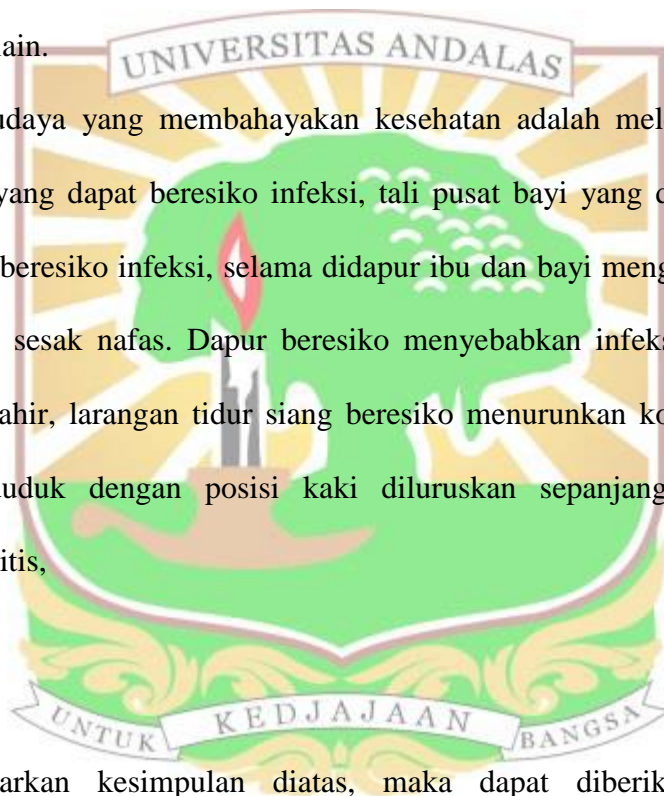 ain.
UNIVERSITAS ANDALAS
udaya yang membahayakan kesehatan adalah mel
yang dapat beresiko infeksi, tali pusat bayi yang
beresiko infeksi, selama didapur ibu dan bayi meng
sesak nafas. Dapur beresiko menyebabkan infeks
ahir, larangan tidur siang beresiko menurunkan ko
duduk dengan posisi kaki diluruskan sepanjang
itis,
UNTUK KEDJAJAAN BANGSA
arkan kesimpulan diatas, maka dapat diberik